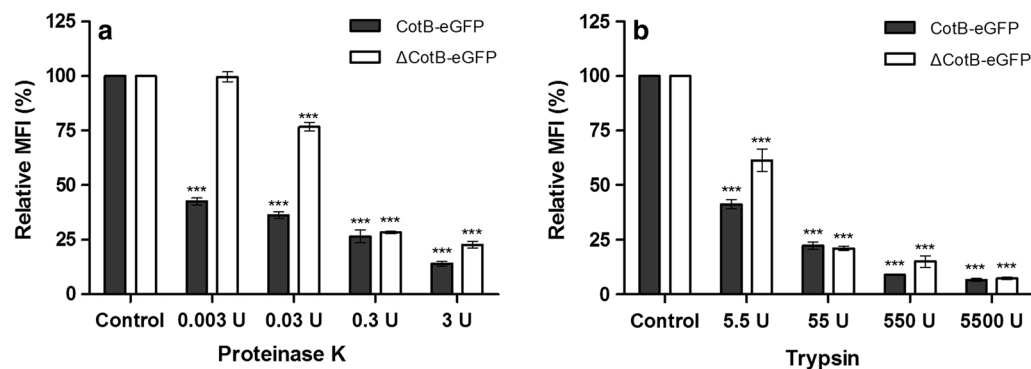 a
CotB-eGFP
ΔCotB-eGFP
Relative MFI (%)
125
100
75
50
25
0
*** *** *** *** *** *** ***
Control 0.003 U 0.03 U 0.3 U 3 U
Proteinase K
b
CotB-eGFP
ΔCotB-eGFP
Relative MFI (%)
125
100
75
50
25
0
*** *** *** *** *** *** *** ***
Control 5.5 U 55 U 550 U 5500 U
Trypsin